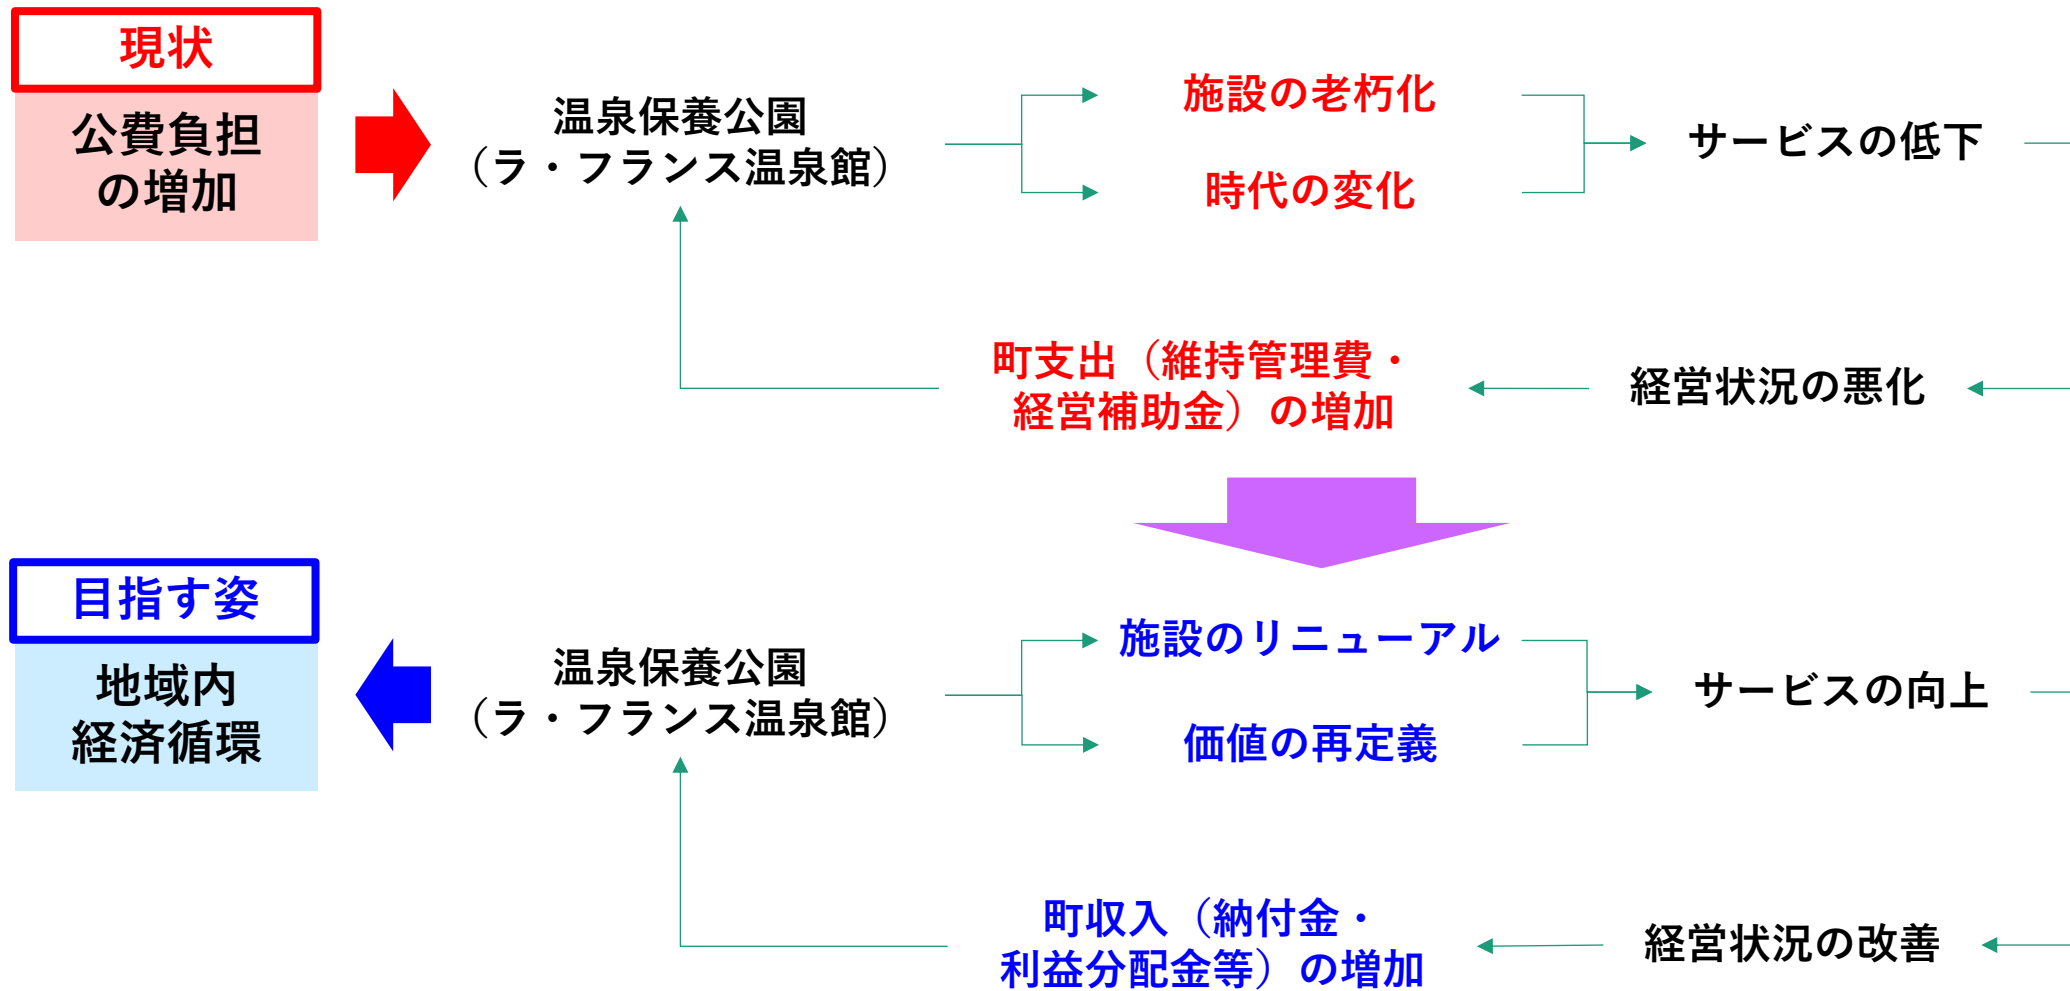 現状
公費負担
の増加
温泉保養公園
（ラ・フランス温泉館）
施設の老朽化
時代の変化
サービスの低下
経営状況の悪化
町支出（維持管理費・
経営補助金）の増加
目指す姿
地域内
経済循環
温泉保養公園
（ラ・フランス温泉館）
施設のリニューアル
価値の再定義
サービスの向上
経営状況の改善
町収入（納付金・
利益分配金等）の増加